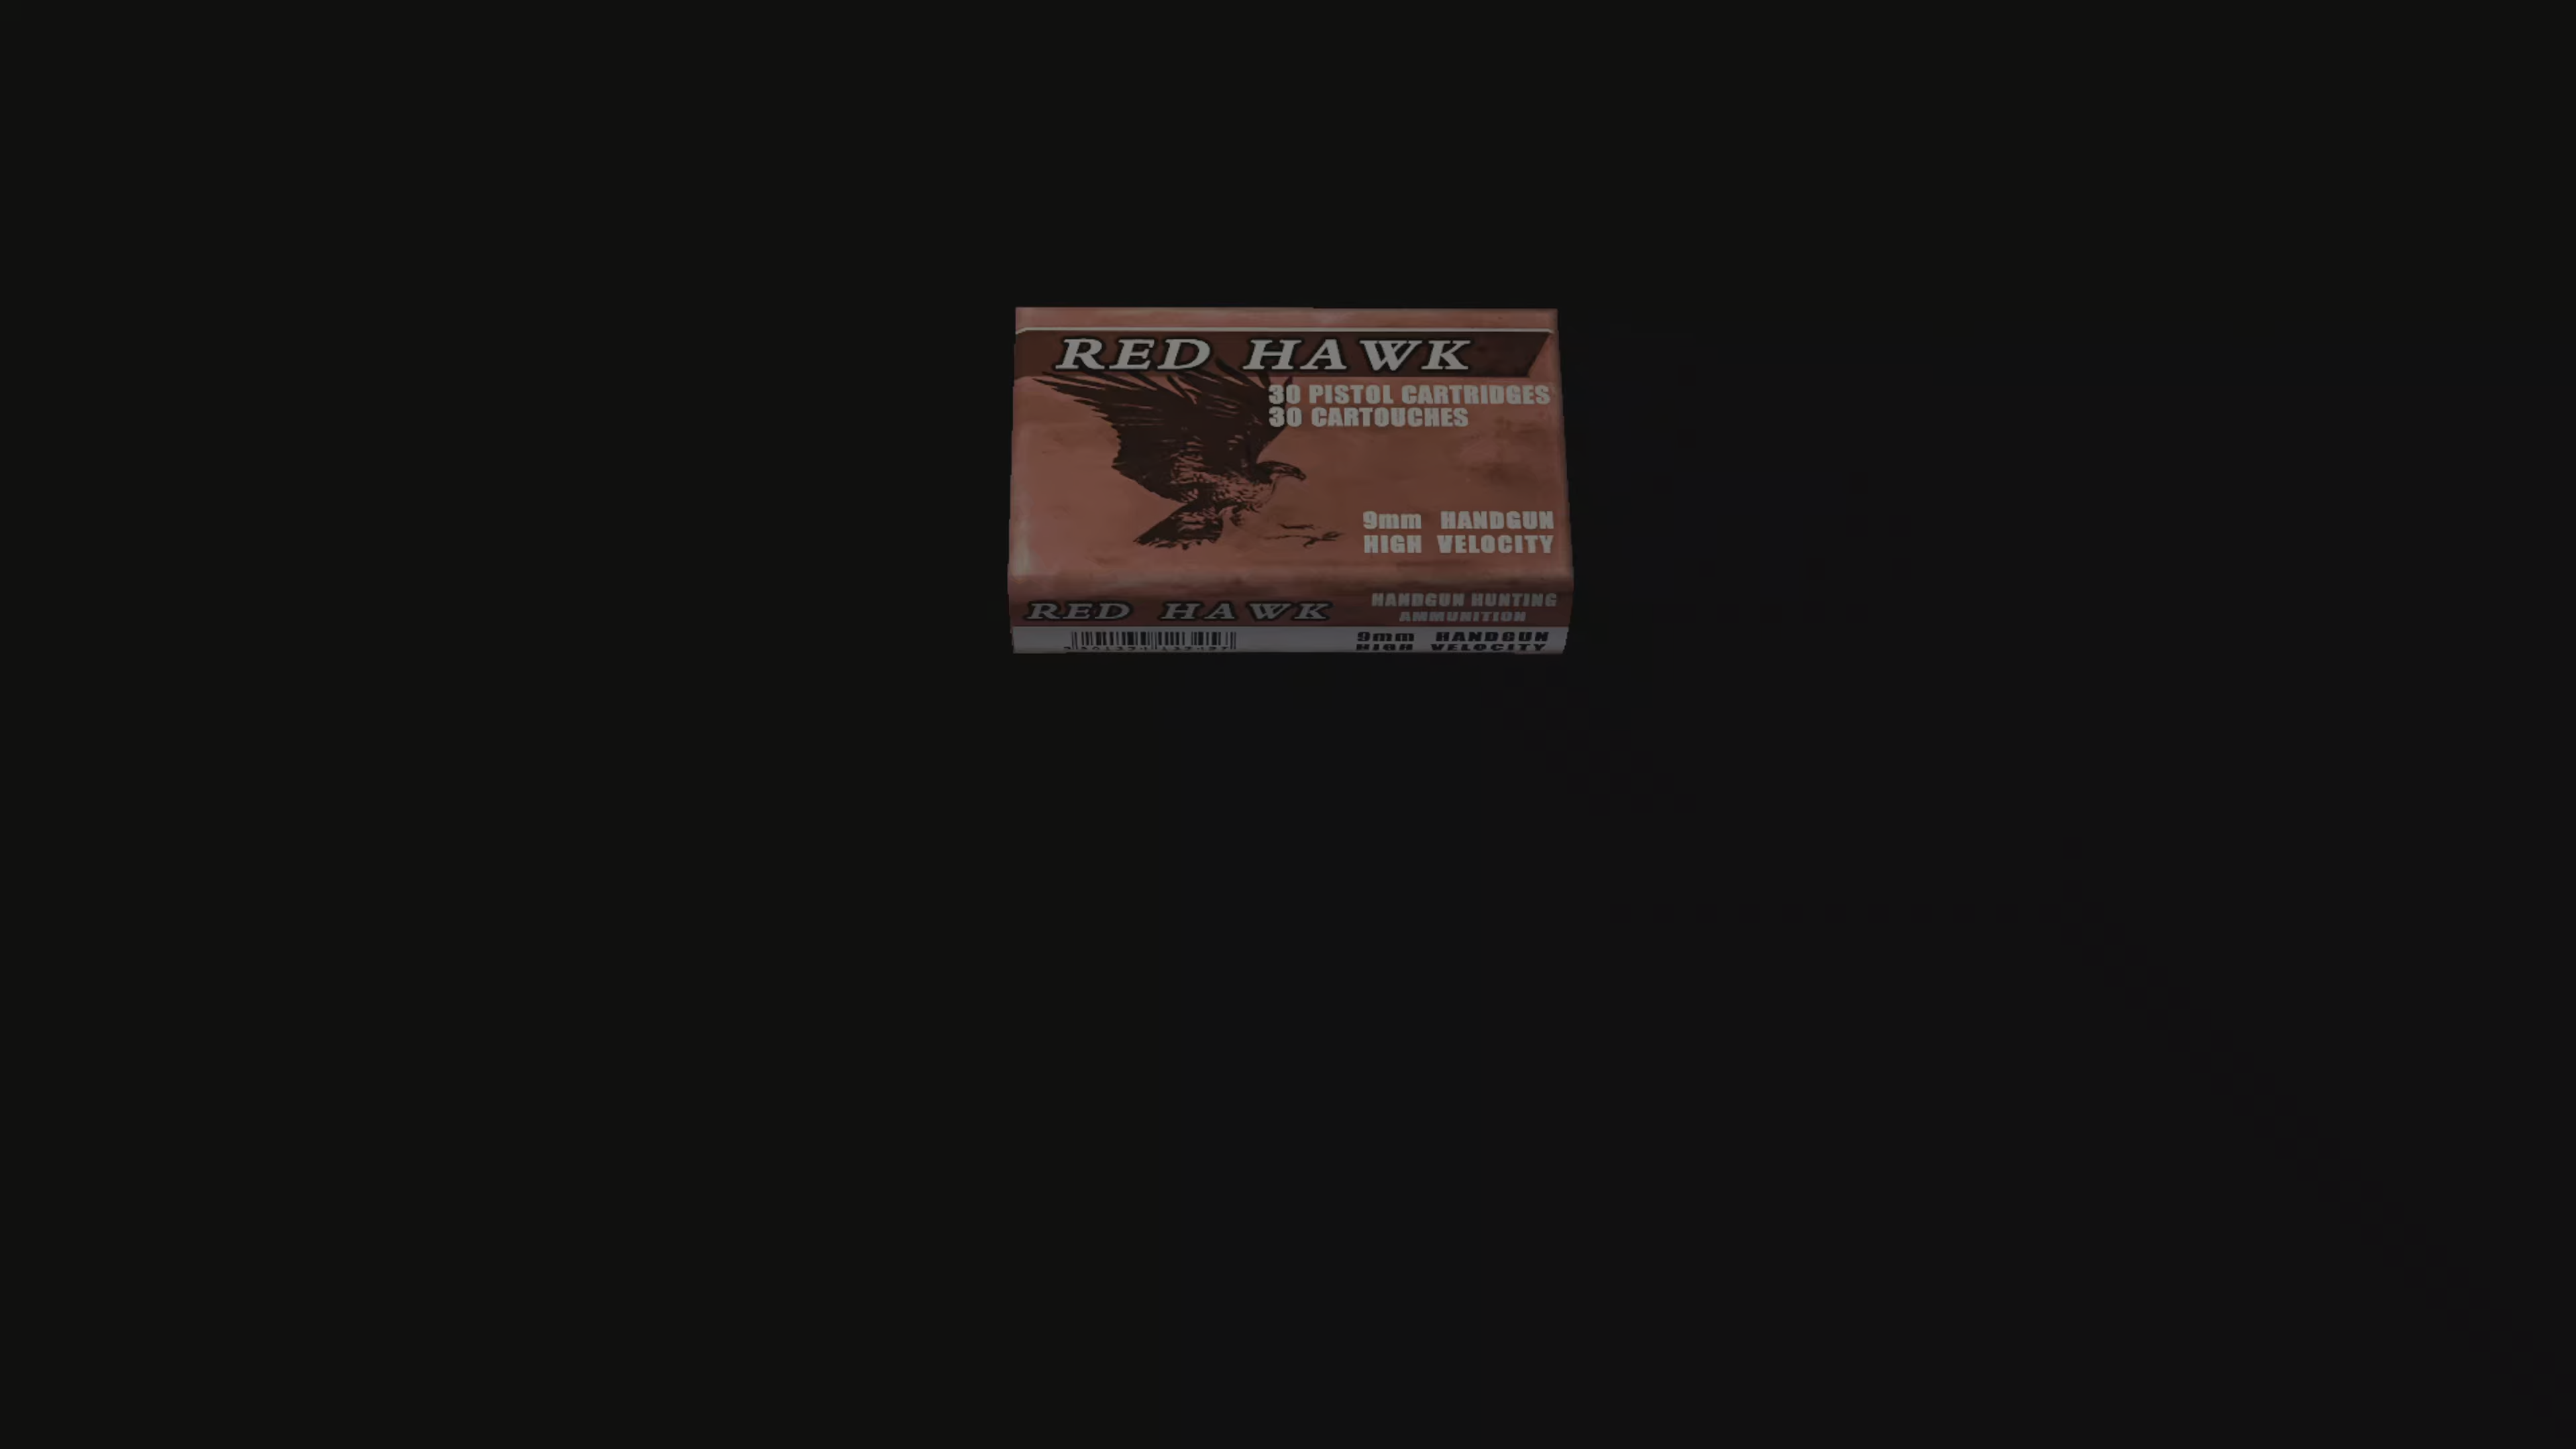 RED HAWK
30 PISTOL CARTRIDGES
30 CARTOUCHES
9mm HANDGUN
HIGH VELOCITY
RED HAWK
HANDGUN HUNTING
AMMUNITION
9mm HANDGUN
HIGH VELOCITY